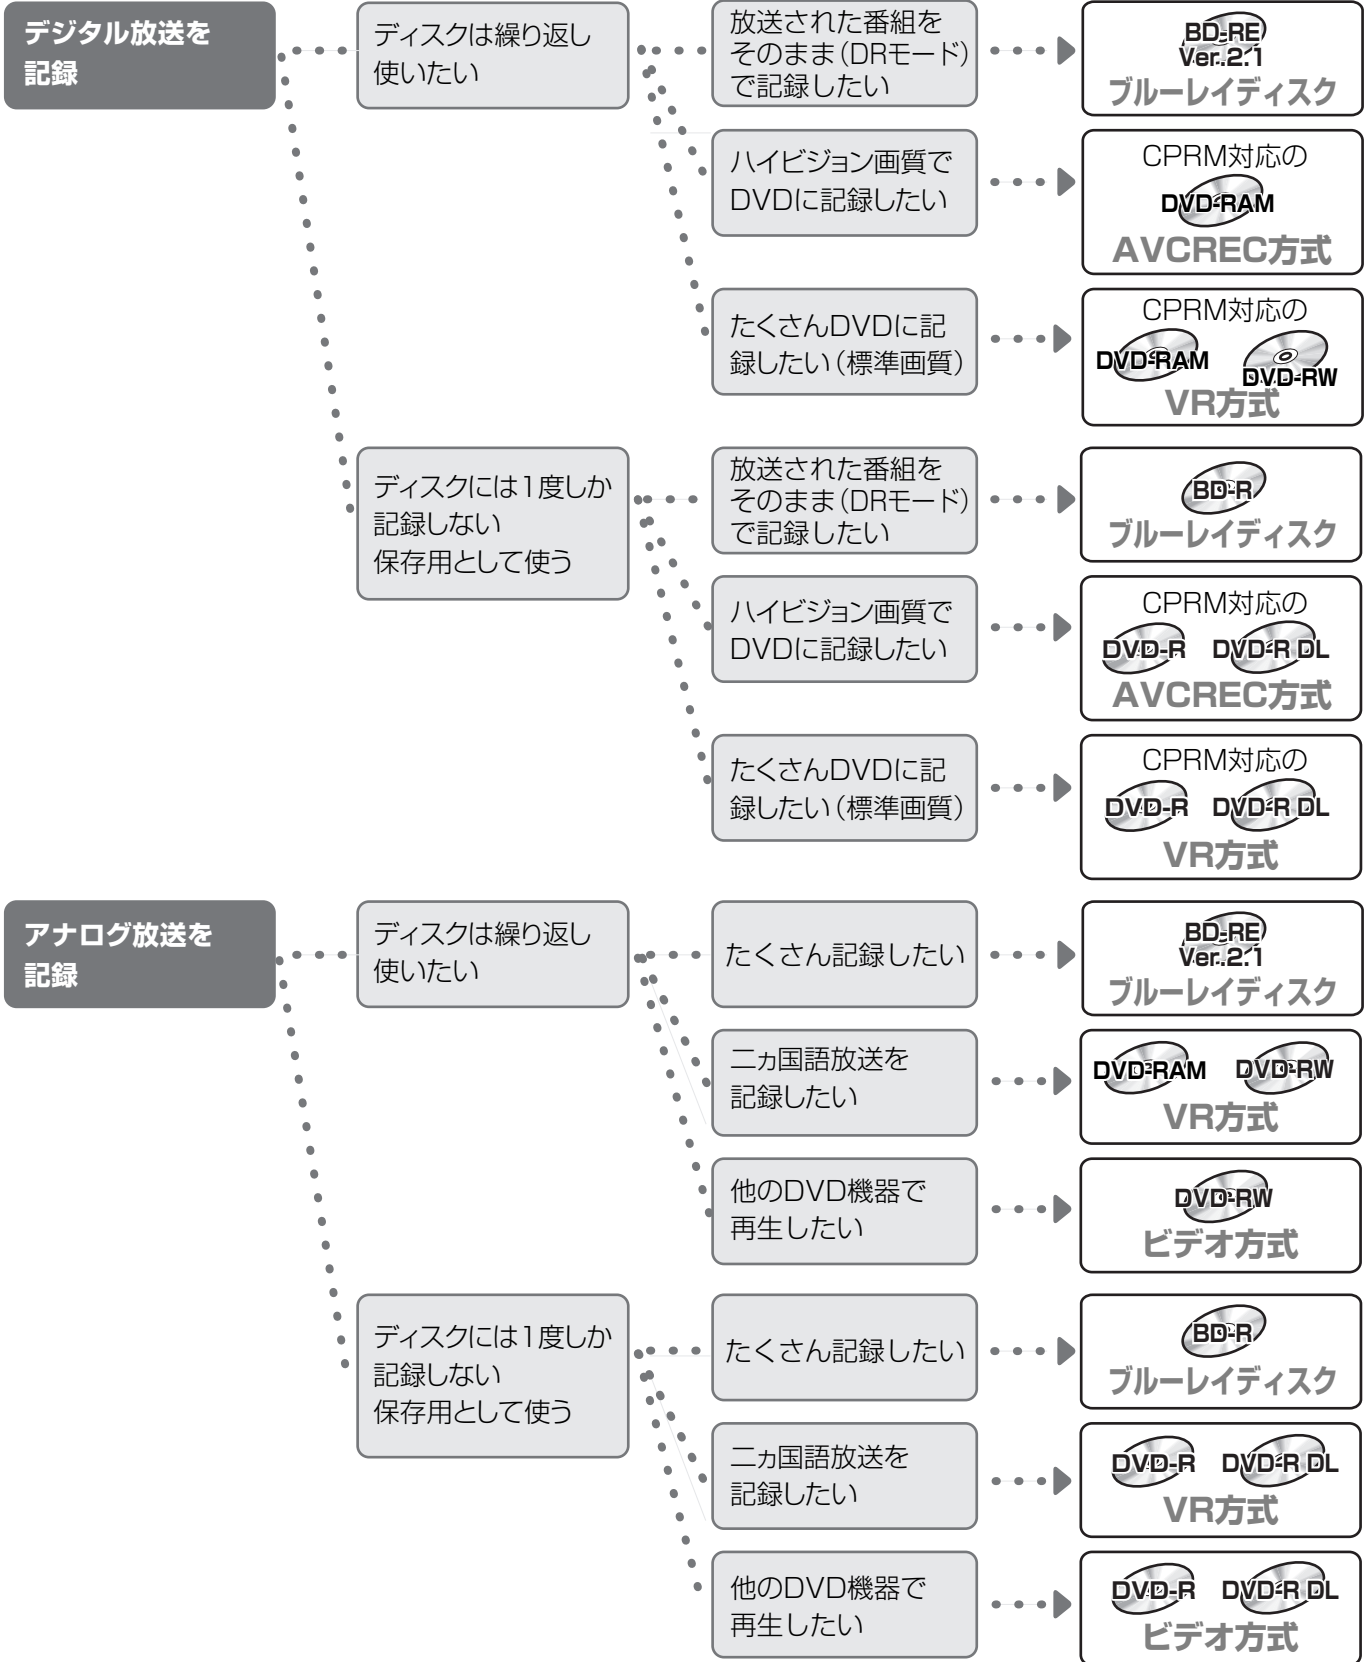 デジタル放送を
記録
ディスクは繰り返し
使いたい
放送された番組を
そのまま（DRモード）
で記録したい
BD-RE
Ver.2.1
ブルーレイディスク
ハイビジョン画質で
DVDに記録したい
CPRM対応の
DVD-RAM
AVCREC方式
たくさんDVDに記
録したい（標準画質）
CPRM対応の
DVD-RAM DVD-RW
VR方式
ディスクには1度しか
記録しない
保存用として使う
放送された番組を
そのまま（DRモード）
で記録したい
BD-R
ブルーレイディスク
ハイビジョン画質で
DVDに記録したい
CPRM対応の
DVD-R DVD-R DL
AVCREC方式
たくさんDVDに記
録したい（標準画質）
CPRM対応の
DVD-R DVD-R DL
VR方式
アナログ放送を
記録
ディスクは繰り返し
使いたい
たくさん記録したい
BD-RE
Ver.2.1
ブルーレイディスク
二ヵ国語放送を
記録したい
DVD-RAM DVD-RW
VR方式
他のDVD機器で
再生したい
DVD-RW
ビデオ方式
ディスクには1度しか
記録しない
保存用として使う
たくさん記録したい
BD-R
ブルーレイディスク
二ヵ国語放送を
記録したい
DVD-R DVD-R DL
VR方式
他のDVD機器で
再生したい
DVD-R DVD-R DL
ビデオ方式